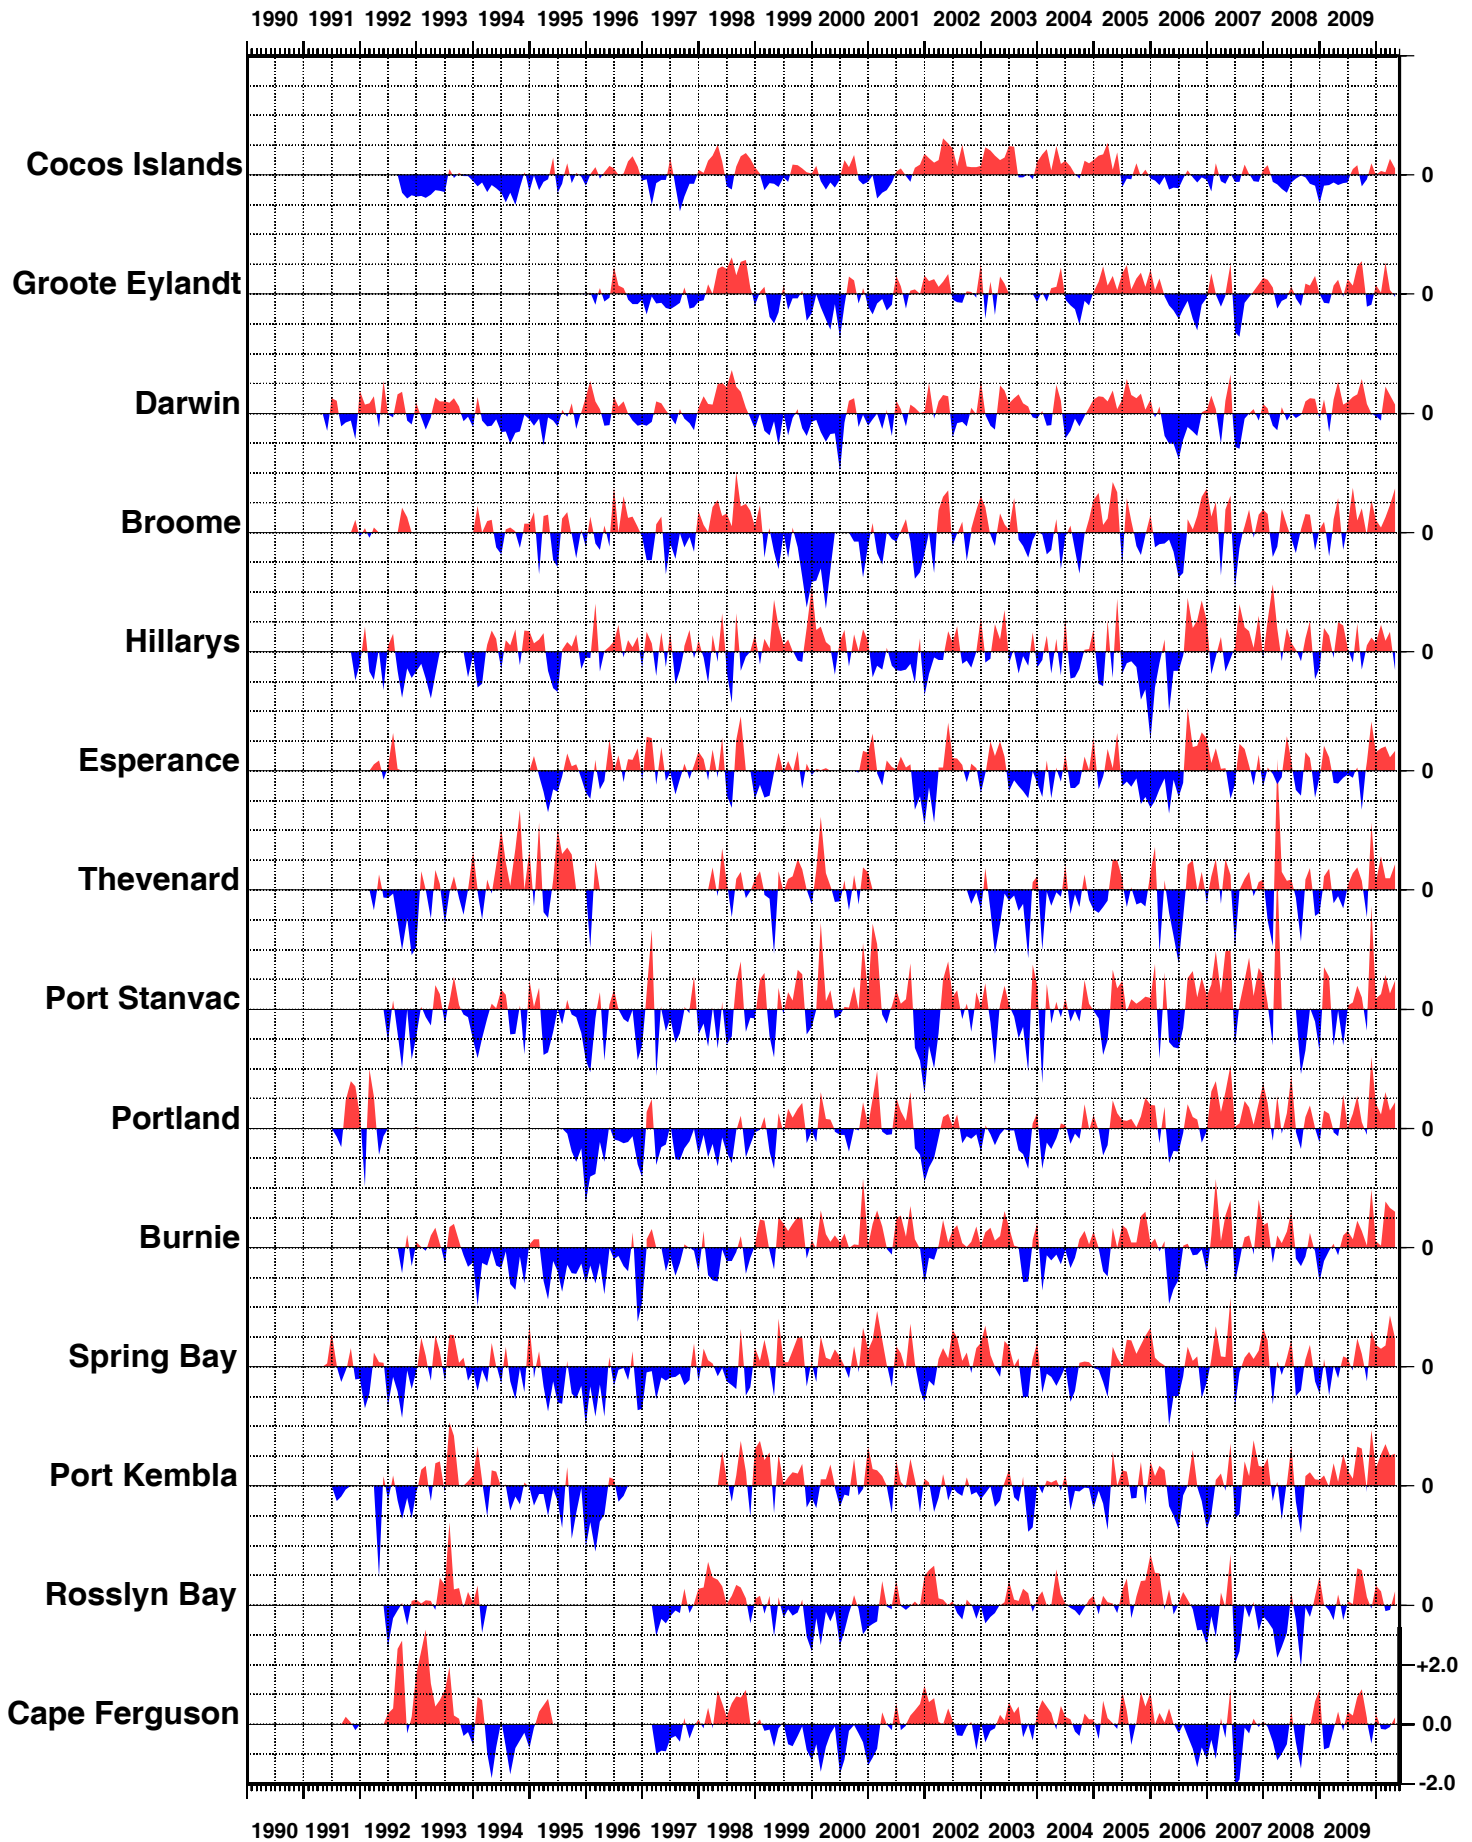 1990 1991 1992 1993 1994 1995 1996 1997 1998 1999 2000 2001 2002 2003 2004 2005 2006 2007 2008 2009
Cocos Islands 0
Groote Eylandt 0
Darwin 0
Broome 0
Hillarys 0
Esperance 0
Thevenard 0
Port Stanvac 0
Portland 0
Burnie 0
Spring Bay 0
Port Kembla 0
Rosslyn Bay 0
+2.0
Cape Ferguson 0.0
-2.0
1990 1991 1992 1993 1994 1995 1996 1997 1998 1999 2000 2001 2002 2003 2004 2005 2006 2007 2008 2009